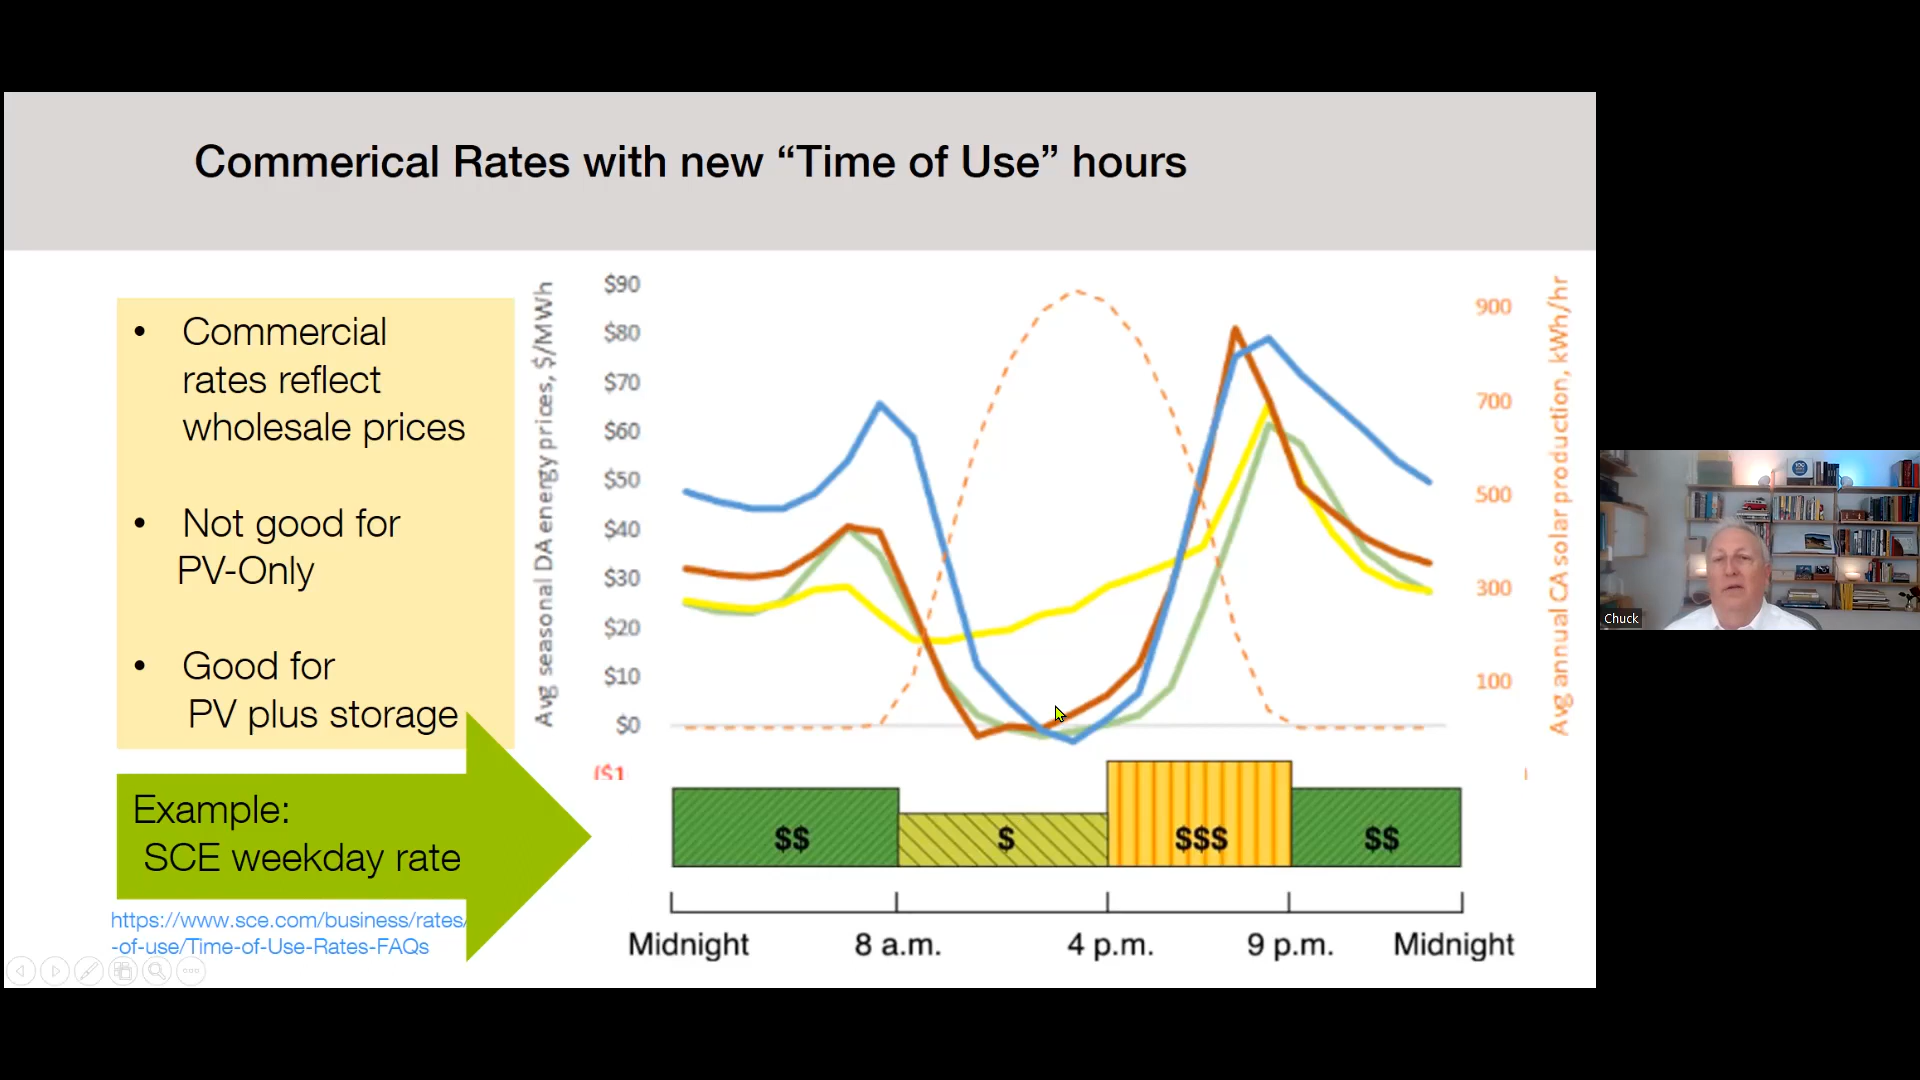 Commerical Rates with new “Time of Use” hours
• Commercial
rates reflect
wholesale prices
• Not good for
PV-Only
• Good for
PV plus storage
Example:
SCE weekday rate
https://www.sce.com/business/rates/
-of-use/Time-of-Use-Rates-FAQs
Avg seasonal DA energy prices, $/MWh
$90
$80
$70
$60
$50
$40
$30
$20
$10
$0
($1
900
700
500
300
100
Avg annual CA solar production, kWh/hr
$$
$
$$$
$$
Midnight
8 a.m.
4 p.m.
9 p.m.
Midnight
Chuck